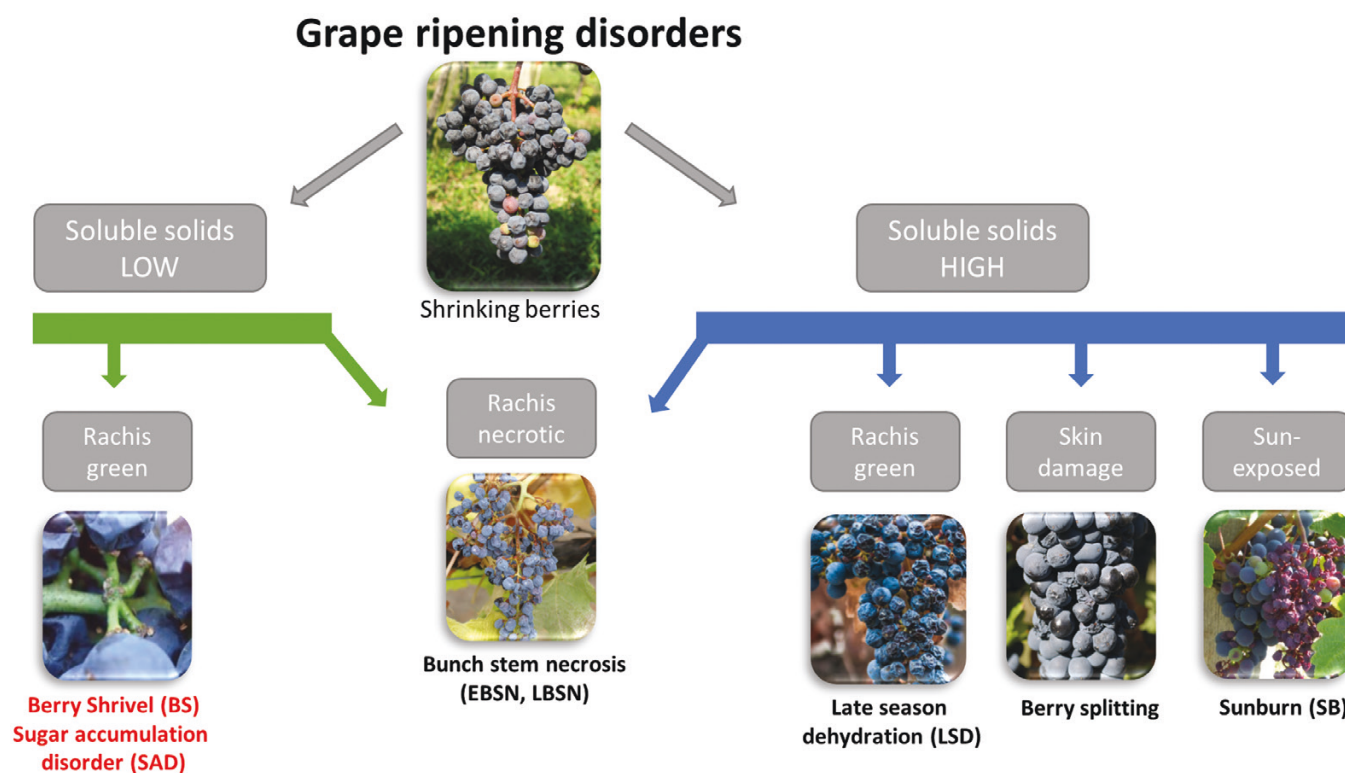 Grape ripening disorders
Soluble solids
LOW
Shrinking berries
Soluble solids
HIGH
Rachis
green
Rachis
necrotic
Rachis
green
Skin
damage
Sun-
exposed
Berry Shrivel (BS)
Sugar accumulation
disorder (SAD)
Bunch stem necrosis
(EBSN, LBSN)
Late season
dehydration (LSD)
Berry splitting
Sunburn (SB)